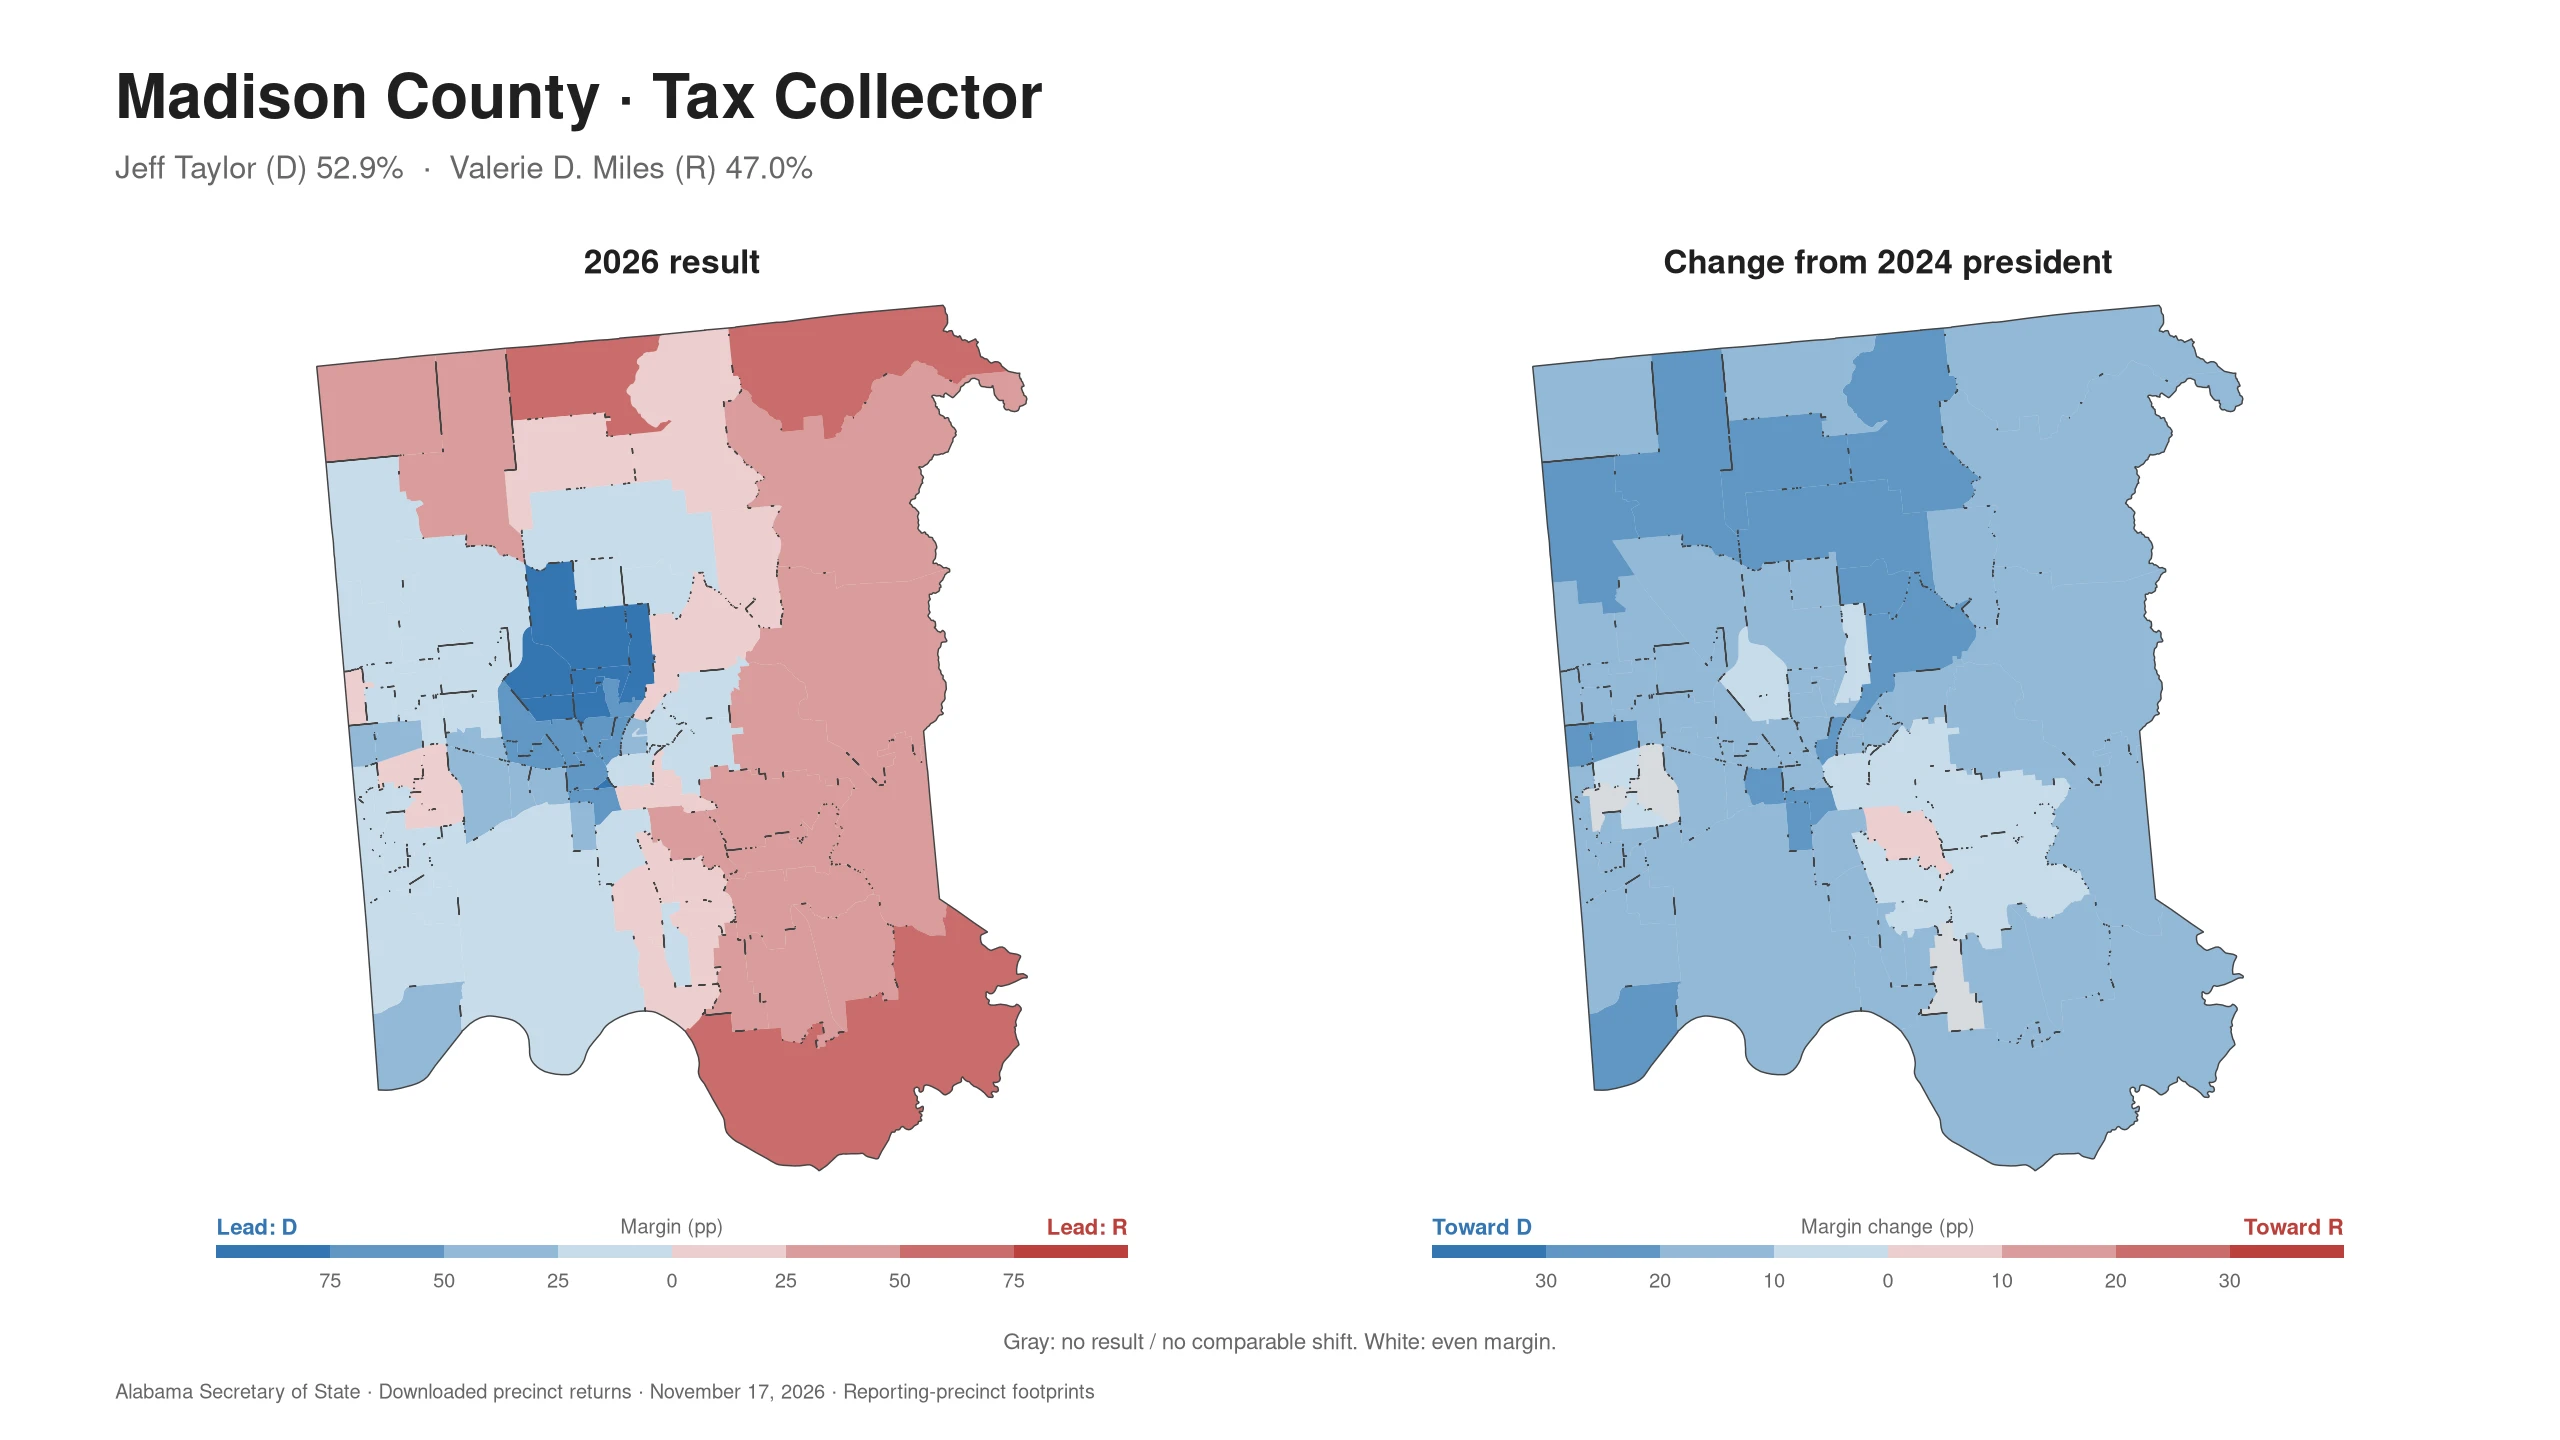 Madison County · Tax Collector
Jeff Taylor (D) 52.9% · Valerie D. Miles (R) 47.0%
2026 result
Change from 2024 president
Lead: D Margin (pp) Lead: R
75 50 25 0 25 50 75
Toward D Margin change (pp) Toward R
30 20 10 0 10 20 30
Gray: no result / no comparable shift. White: even margin.
Alabama Secretary of State · Downloaded precinct returns · November 17, 2026 · Reporting-precinct footprints